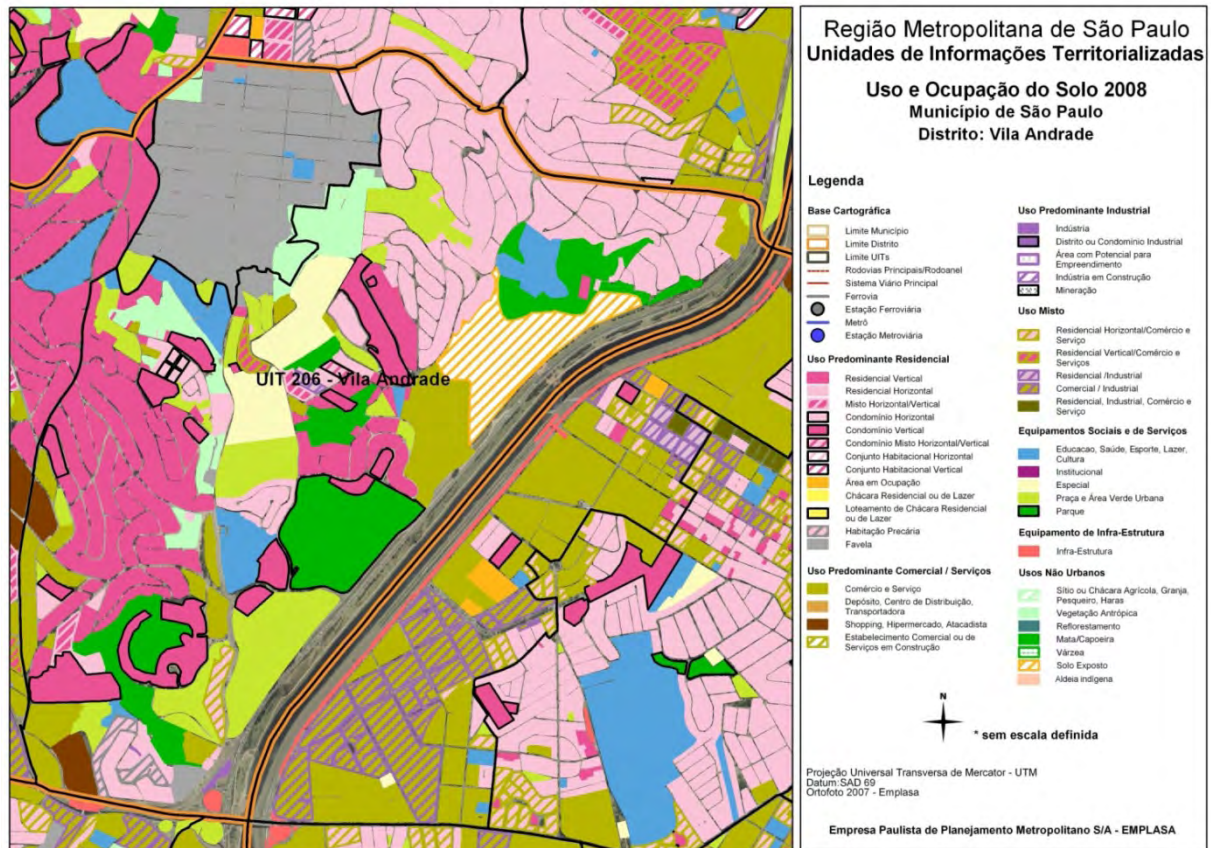 UIT 206 - Vila Andrade
Região Metropolitana de São Paulo
Unidades de Informações Territorializadas
Uso e Ocupação do Solo 2008
Município de São Paulo
Distrito: Vila Andrade
Legenda
Base Cartográfica
Limite Município
Limite Distrito
Limite UITs
Rodovias Principais/Rodoanel
Sistema Viário Principal
Ferrovia
Estação Ferroviária
Metrô
Estação Metroviária
Uso Predominante Residencial
Residencial Vertical
Residencial Horizontal
Misto Horizontal/Vertical
Condomínio Horizontal
Condomínio Vertical
Condomínio Misto Horizontal/Vertical
Conjunto Habitacional Horizontal
Conjunto Habitacional Vertical
Área em Ocupação
Chácara Residencial ou de Lazer
Loteamento de Chácara Residencial
ou de Lazer
Habitação Precária
Favela
Uso Predominante Comercial / Serviços
Comércio e Serviço
Depósito, Centro de Distribuição,
Transportadora
Shopping, Hipermercado, Atacadista
Estabelecimento Comercial ou de
Serviços em Construção
Uso Predominante Industrial
Indústria
Distrito ou Condomínio Industrial
Área com Potencial para
Empreendimento
Indústria em Construção
Mineração
Uso Misto
Residencial Horizontal/Comércio e
Serviço
Residencial Vertical/Comércio e
Serviços
Residencial /Industrial
Comercial / Industrial
Residencial, Industrial, Comércio e
Serviço
Equipamentos Sociais e de Serviços
Educacao, Saúde, Esporte, Lazer,
Cultura
Institucional
Especial
Praça e Área Verde Urbana
Parque
Equipamento de Infra-Estrutura
Infra-Estrutura
Usos Não Urbanos
Sítio ou Chácara Agrícola, Granja,
Pesqueiro, Haras
Vegetação Antrópica
Reflorestamento
Mata/Capoeira
Várzea
Solo Exposto
Aldeia indígena
N
* sem escala definida
Projeção Universal Transversa de Mercator - UTM
Datum:SAD 69
Ortofoto 2007 - Emplasa
Empresa Paulista de Planejamento Metropolitano S/A - EMPLASA